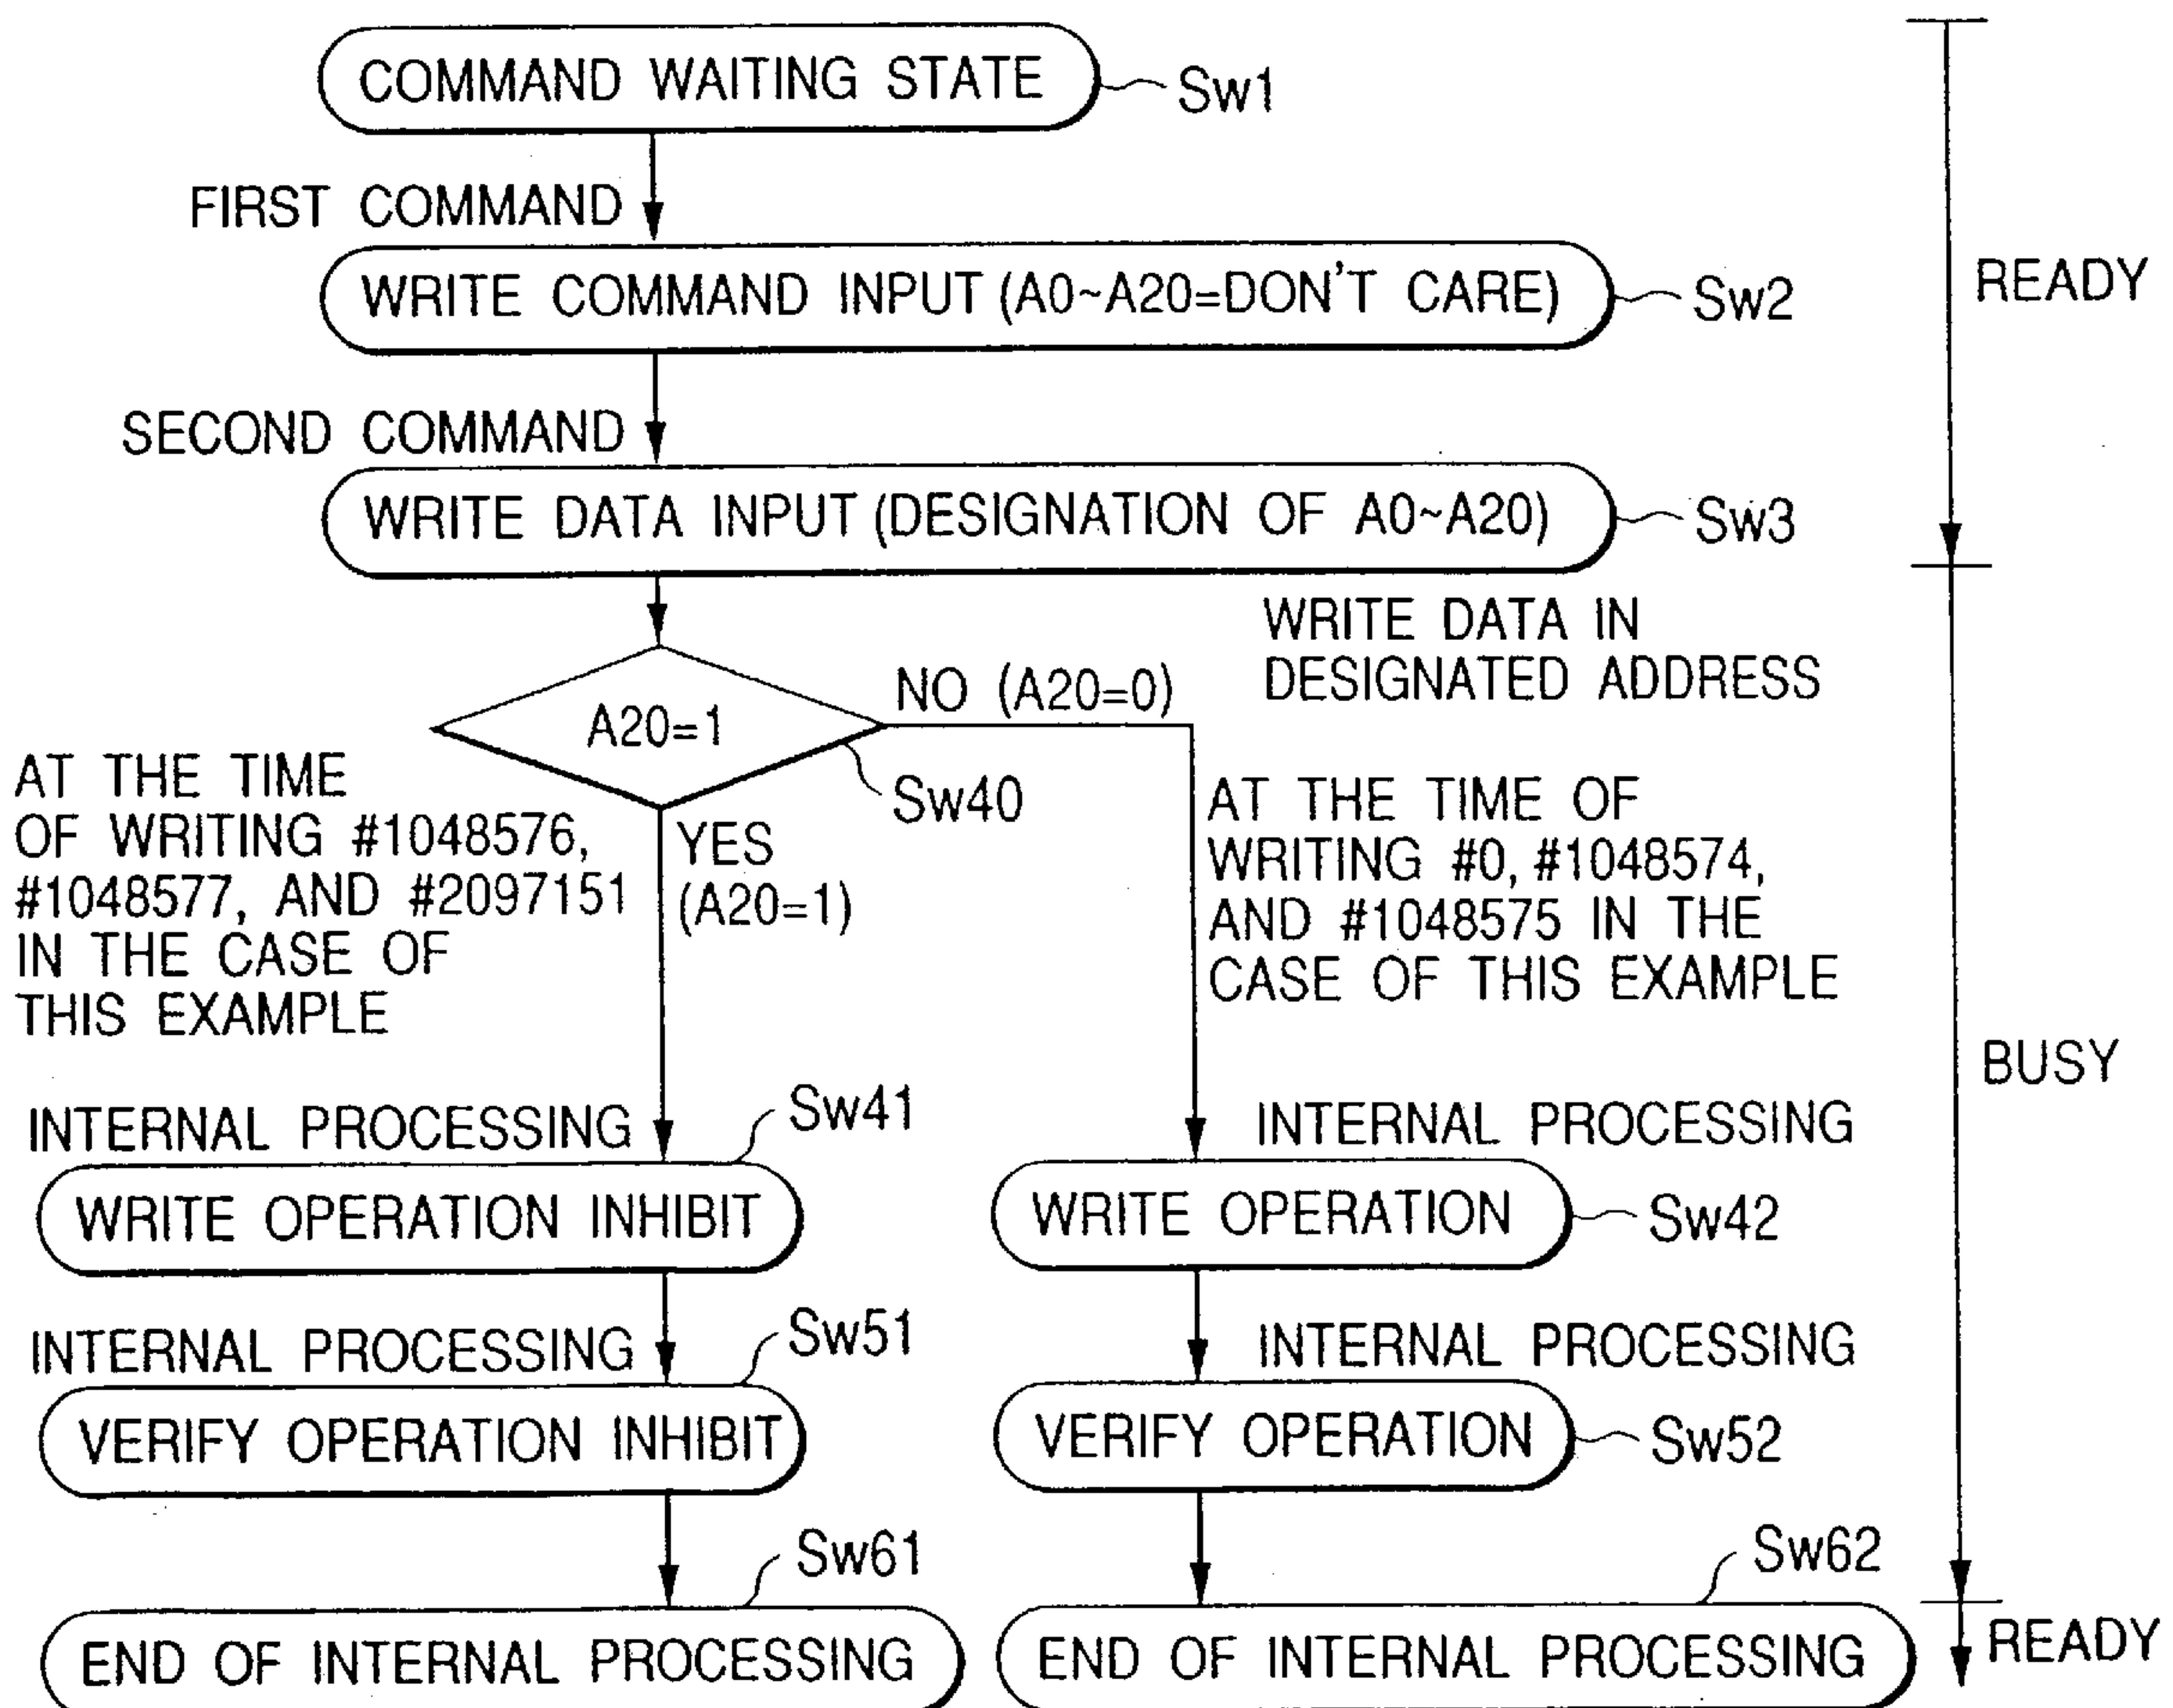 COMMAND WAITING STATE
Sw1
FIRST COMMAND
WRITE COMMAND INPUT (A0~A20=DON'T CARE)
Sw2
READY
SECOND COMMAND
WRITE DATA INPUT (DESIGNATION OF A0~A20)
Sw3
WRITE DATA IN
DESIGNATED ADDRESS
A20=1
NO (A20=0)
Sw40
AT THE TIME
OF WRITING #1048576,
#1048577, AND #2097151
IN THE CASE OF
THIS EXAMPLE
YES
(A20=1)
AT THE TIME OF
WRITING #0, #1048574,
AND #1048575 IN THE
CASE OF THIS EXAMPLE
BUSY
INTERNAL PROCESSING
Sw41
INTERNAL PROCESSING
WRITE OPERATION INHIBIT
WRITE OPERATION
Sw42
INTERNAL PROCESSING
Sw51
INTERNAL PROCESSING
VERIFY OPERATION INHIBIT
VERIFY OPERATION
Sw52
Sw61
Sw62
END OF INTERNAL PROCESSING
END OF INTERNAL PROCESSING
READY